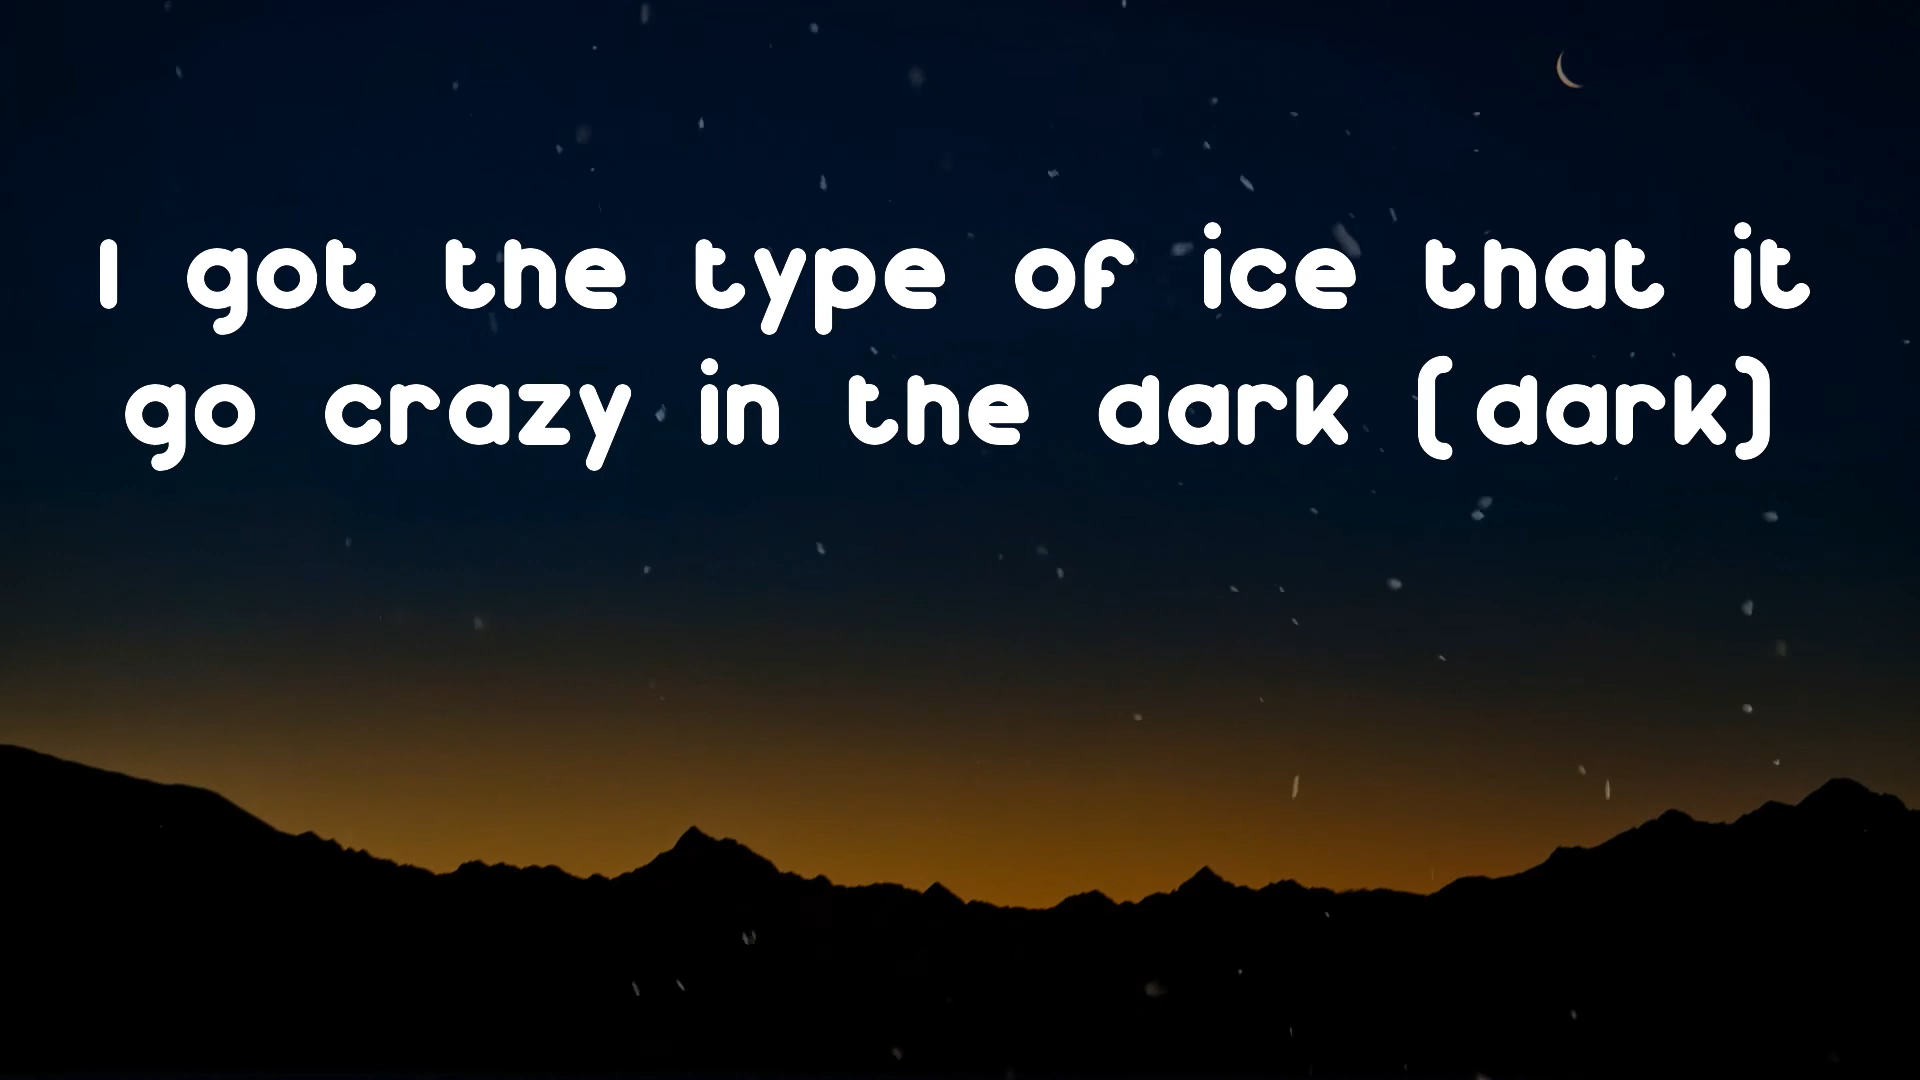 I got the type of ice that it
go crazy in the dark (dark)